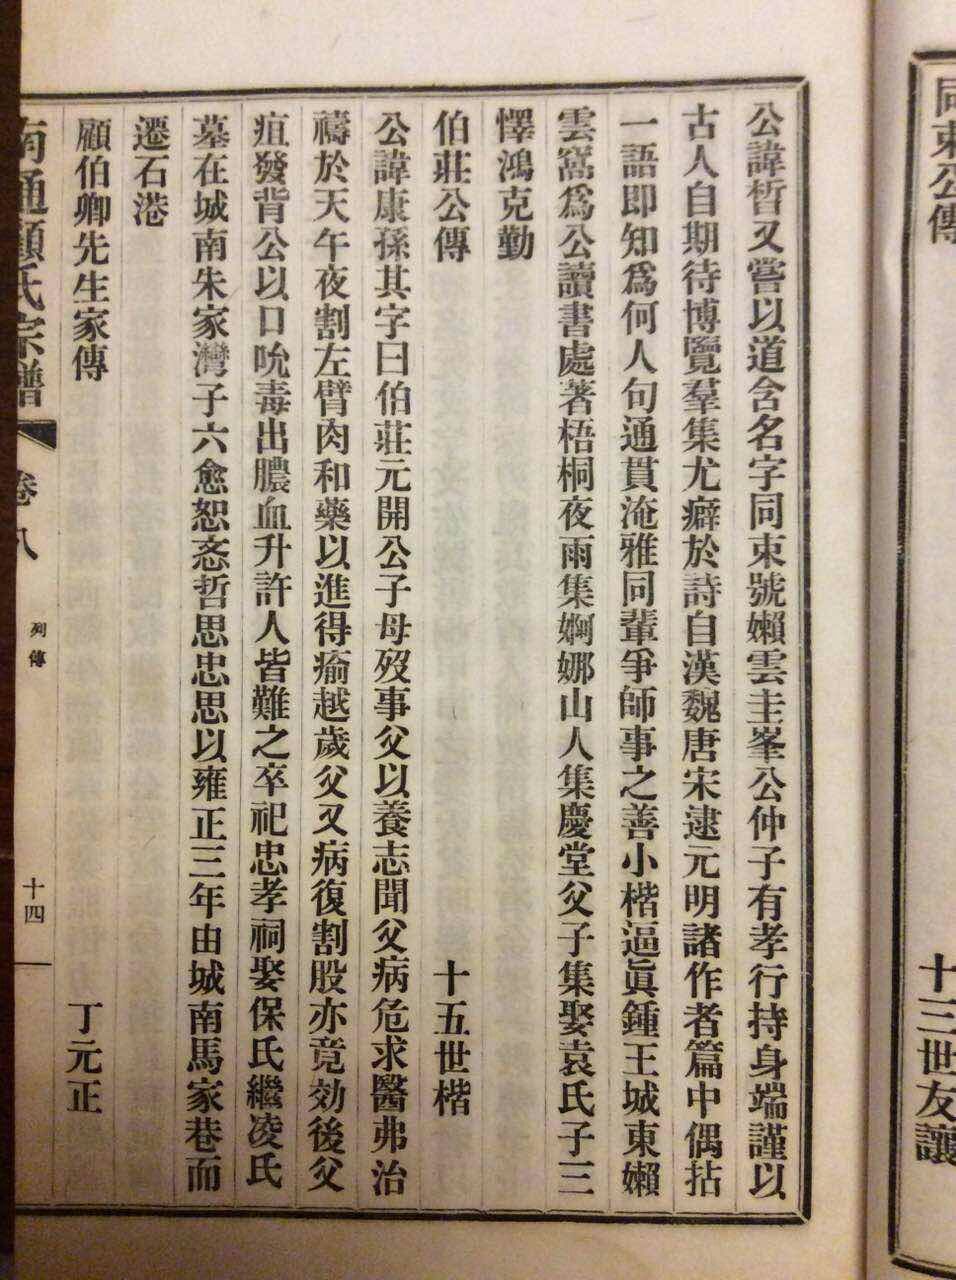 同東公傳 十三世友讓
公諱晳又嘗以道含名字同束號嬾雲主峯公仲子有孝行持身端謹以
古人自期待博覽羣集尤癖於詩自漢魏唐宋逮元明諸作者篇中偶拈
一語即知爲何人句通貫淹雅同輩爭師事之善小楷逼眞鍾王城東嬾
雲窩爲公讀書處著梧桐夜雨集婀娜山人集慶堂父子集娶袁氏子三
懌鴻克勤
伯莊公傳 十五世楷
公諱康孫其字曰伯莊元開公子母歿事父以養志聞父病危求醫弗治
禱於天午夜割左臂肉和藥以進得瘉越歲父又病復割股亦竟効後父
疽發背公以口吮毒出膿血升許人皆難之卒祀忠孝祠娶保氏繼凌氏
墓在城南朱家灣子六愈恕忞哲思忠思以雍正三年由城南馬家巷而
遷石港
顧伯卿先生家傳 丁元正
南通顧氏宗譜 卷八 列傳 十四